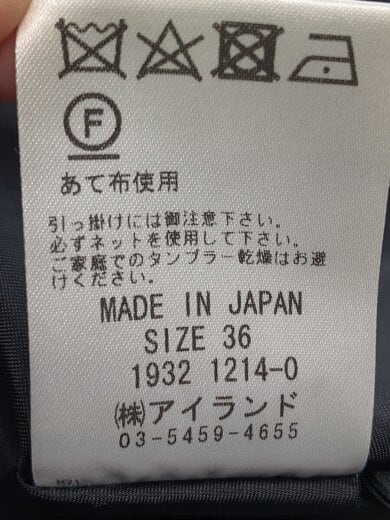 F
あて布使用
引っ掛けには御注意下さい。
必ずネットを使用して下さい。
ご家庭でのタンブラー乾燥はお避
けください。
MADE IN JAPAN
SIZE 36
1932 1214-0
㈱アイランド
03-5459-4655